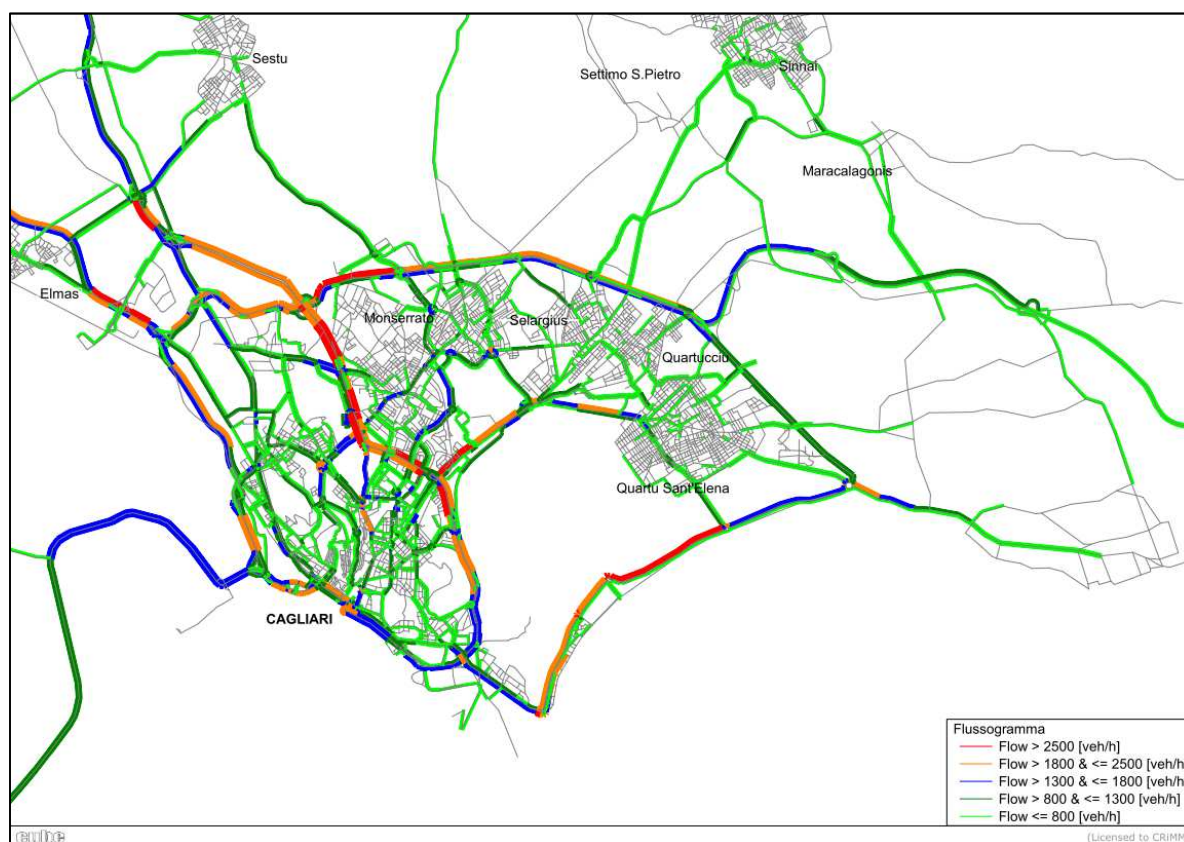 Sestu
Settimo S.Pietro
Sinnai
Maracalagonis
Elmas
Monserrato
Selargius
Quartucciu
Quartu Sant'Elena
CAGLIARI
Flussogramma
Flow > 2500 [veh/h]
Flow > 1800 & <= 2500 [veh/h
Flow > 1300 & <= 1800 [veh/h
Flow > 800 & <= 1300 [veh/h]
Flow <= 800 [veh/h]
cube
(Licensed to CRiMM